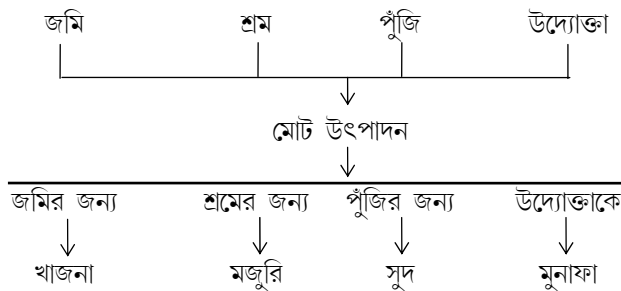 জমি শ্রম পুঁজি উদ্যোক্তা
মোট উৎপাদন
জমির জন্য শ্রমের জন্য পুঁজির জন্য উদ্যোক্তাকে
খাজনা মজুরি সুদ মুনাফা